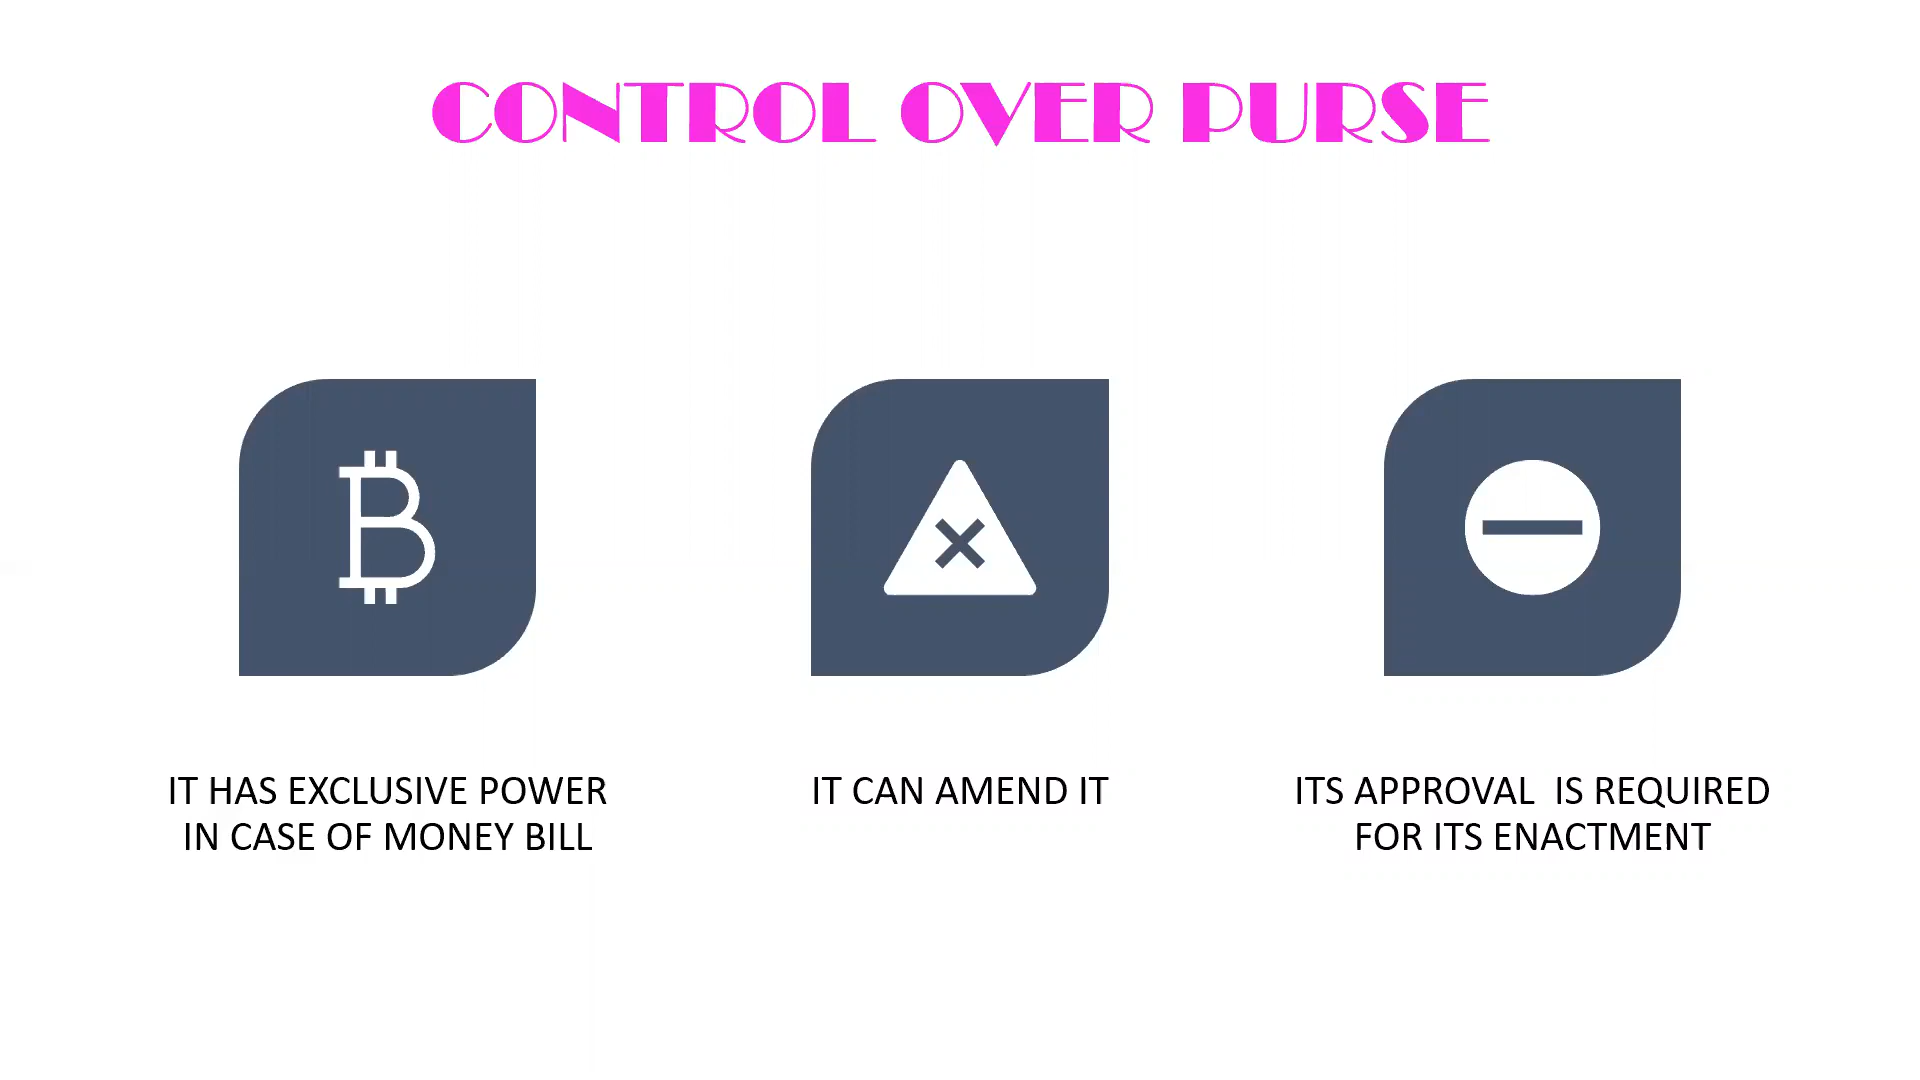 CONTROL OVER PURSE
IT HAS EXCLUSIVE POWER
IN CASE OF MONEY BILL
IT CAN AMEND IT
ITS APPROVAL  IS REQUIRED
FOR ITS ENACTMENT